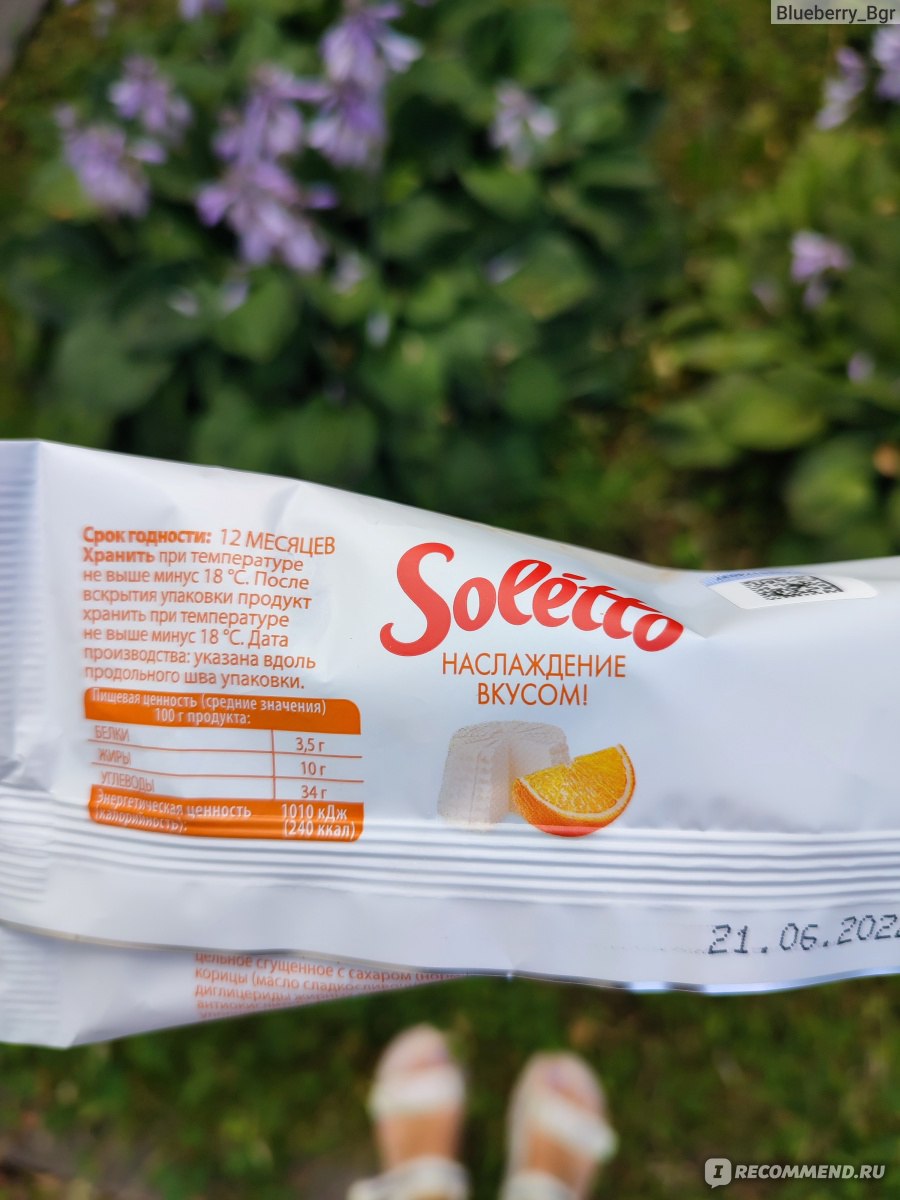 Blueberry_Bgr
Срок годности: 12 МЕСЯЦЕВ
Хранить при температуре
не выше минус 18 °С. После
вскрытия упаковки продукт
хранить при температуре
не выше минус 18 °С. Дата
производства: указана вдоль
продольного шва упаковки.
Пищевая ценность (средние значения)
100 г продукта:
БЕЛКИ 3,5 г
ЖИРЫ 10 г
УГЛЕВОДЫ 34 г
Энергетическая ценность 1010 кДж
(калорийность): (240 ккал)
Solétto
НАСЛАЖДЕНИЕ
ВКУСОМ!
21.06.202
цельное сгущенное с сахаром
корицы (масло
диглицериды
IRECOMMEND.RU